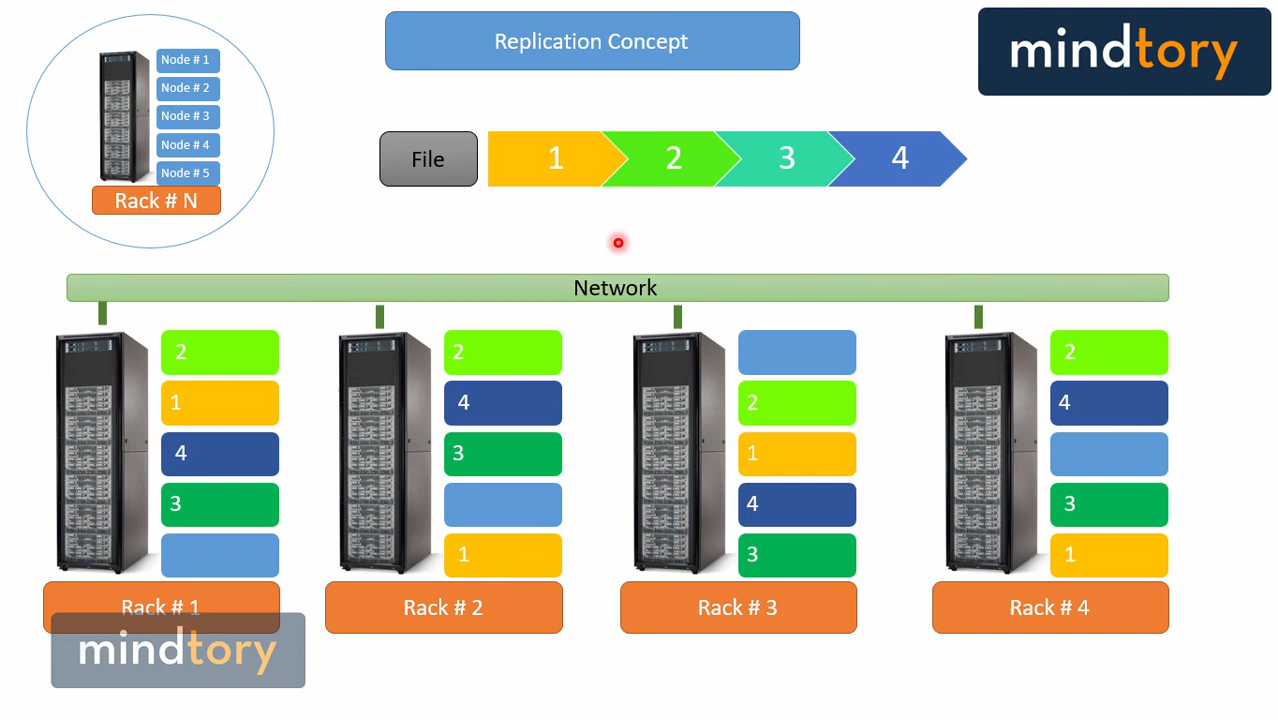 Replication Concept
mindtory
Node # 1
Node # 2
Node # 3
Node # 4
Node # 5
Rack # N
File
1
2
3
4
Network
2
1
4
3
Rack # 1
2
4
3
1
Rack # 2
2
1
4
3
Rack # 3
2
4
3
1
Rack # 4
mindtory